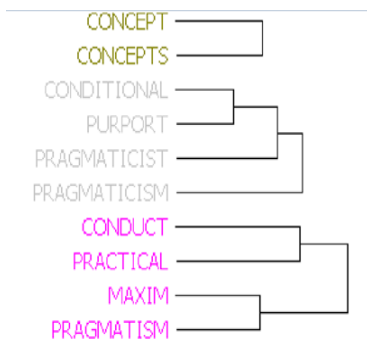 CONCEPT
CONCEPTS
CONDITIONAL
PURPORT
PRAGMATICIST
PRAGMATICISM
CONDUCT
PRACTICAL
MAXIM
PRAGMATISM